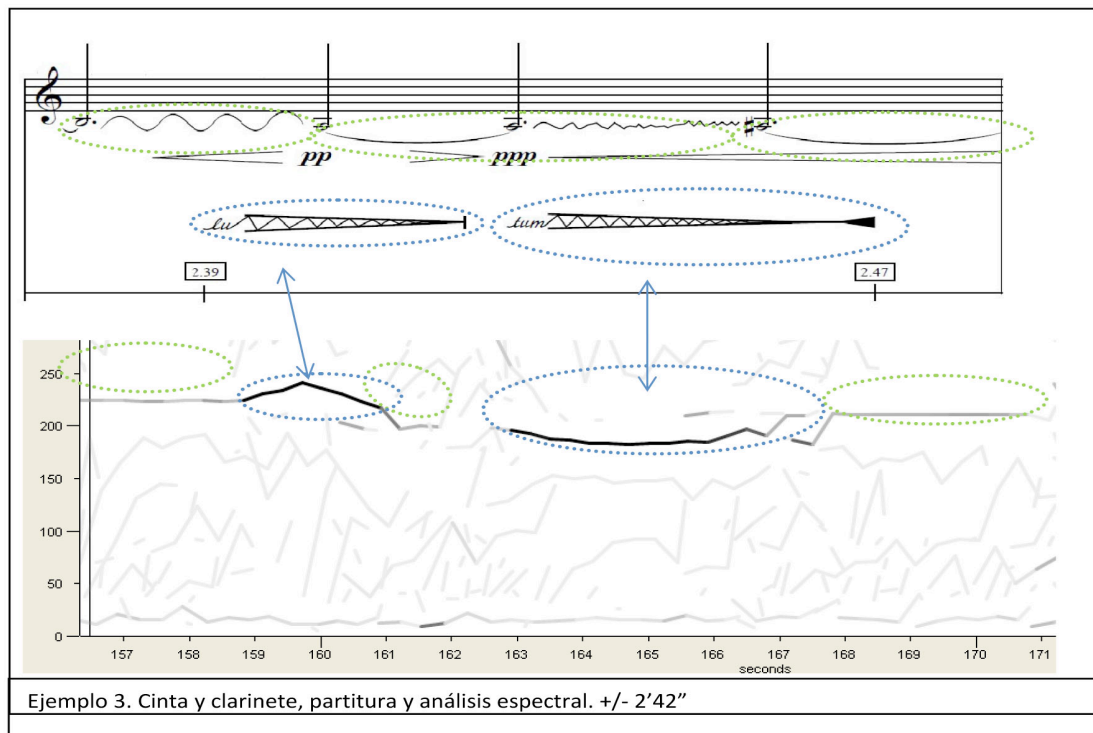 pp ppp
lu tum
2.39 2.47
250
200
150
100
50
0
157 158 159 160 161 162 163 164 165 166 167 168 169 170 171
seconds
Ejemplo 3. Cinta y clarinete, partitura y análisis espectral. +/- 2’42”